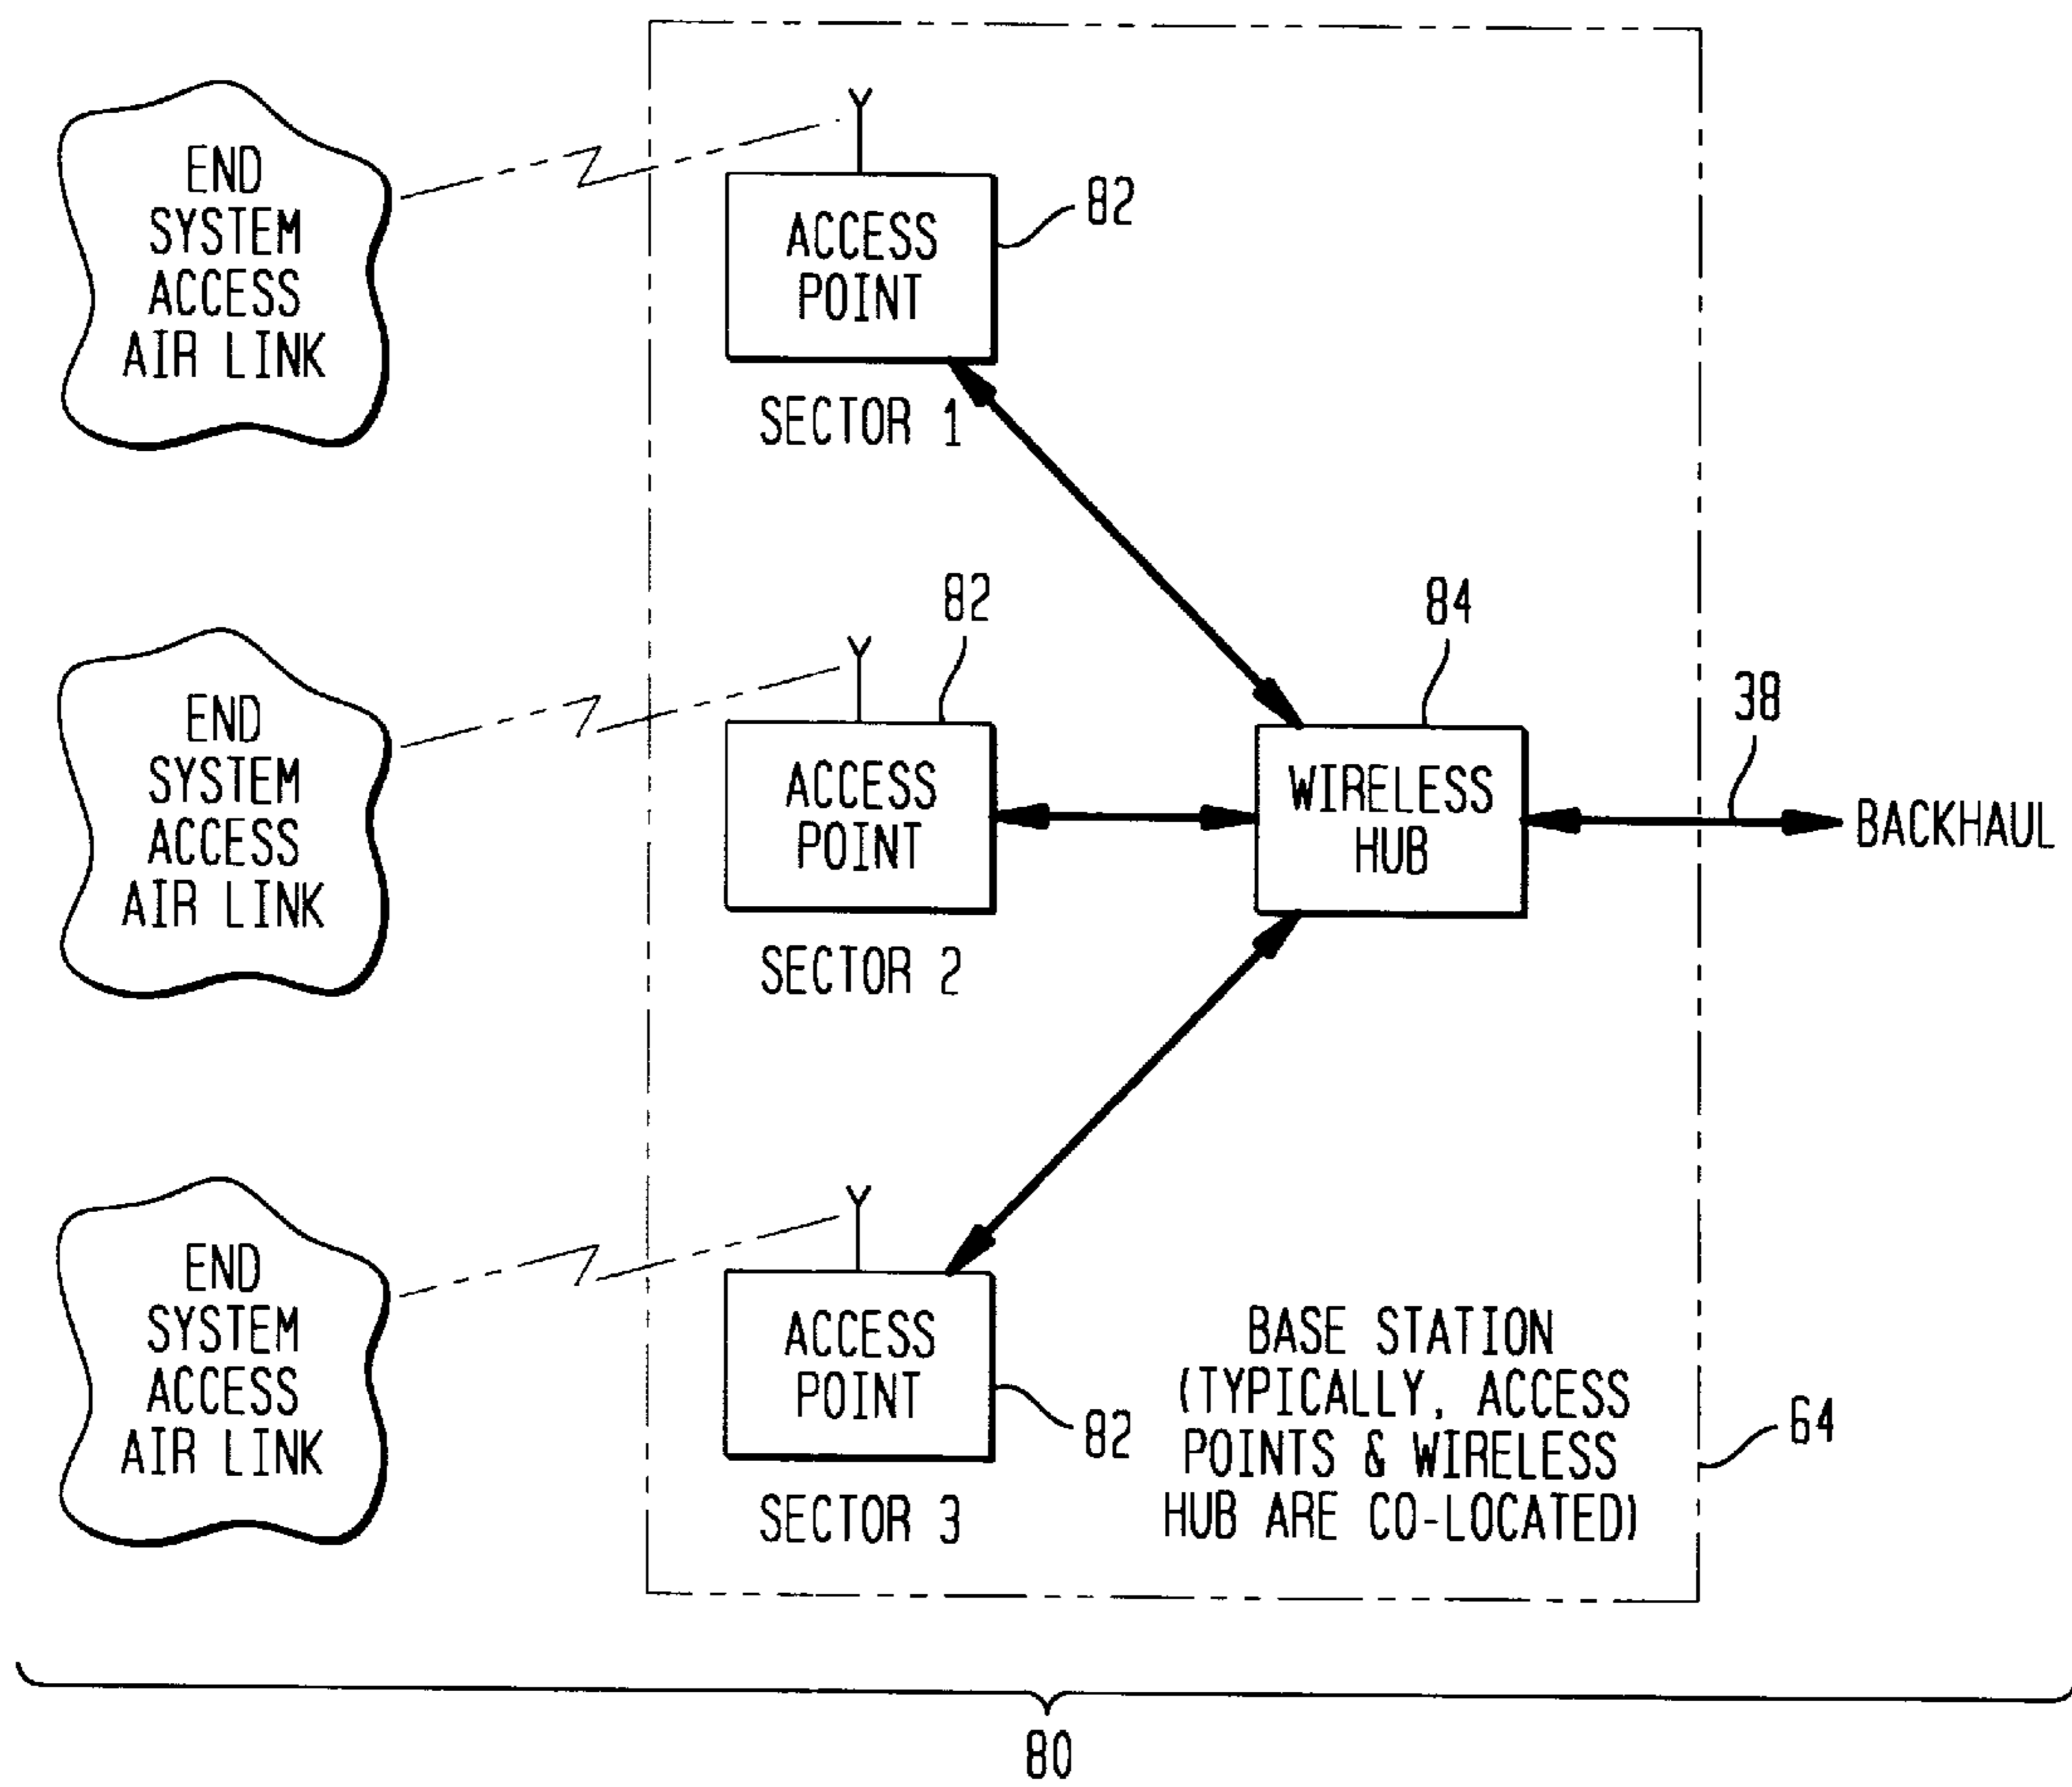 END
SYSTEM
ACCESS
AIR LINK
ACCESS
POINT
82
SECTOR 1
END
SYSTEM
ACCESS
AIR LINK
82
ACCESS
POINT
SECTOR 2
84
WIRELESS
HUB
38
BACKHAUL
END
SYSTEM
ACCESS
AIR LINK
ACCESS
POINT
82
SECTOR 3
BASE STATION
(TYPICALLY, ACCESS
POINTS & WIRELESS
HUB ARE CO-LOCATED)
64
80